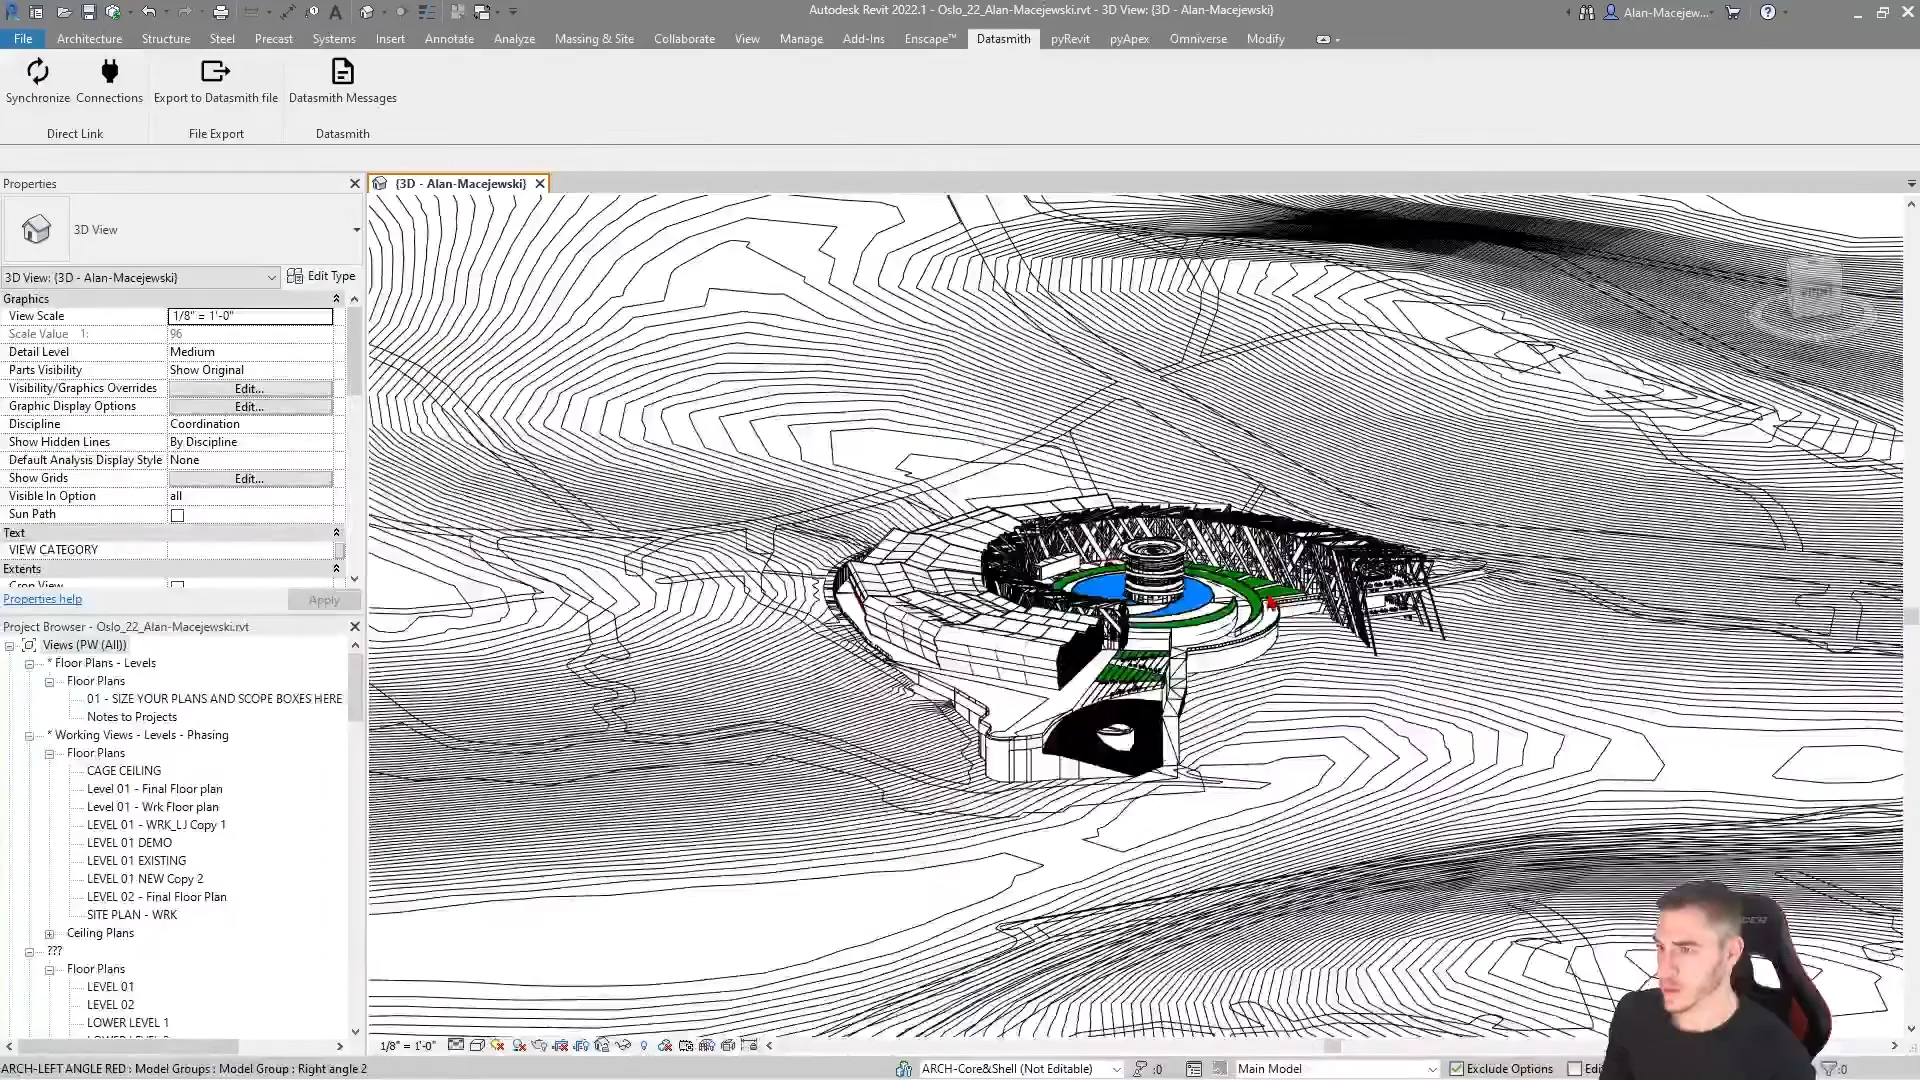 Autodesk Revit 2022.1 - Oslo_22_Alan-Macejewski.rvt - 3D View: {3D - Alan-Macejewski}
Alan-Macejew...
File Architecture Structure Steel Precast Systems Insert Annotate Analyze Massing & Site Collaborate View Manage Add-Ins Enscape™ Datasmith pyRevit pyApex Omniverse Modify
Synchronize Connections Export to Datasmith file Datasmith Messages
Direct Link File Export Datasmith
Properties
{3D - Alan-Macejewski}
3D View
3D View: {3D - Alan-Macejewski} Edit Type
Graphics
View Scale 1/8" = 1'-0"
Scale Value 1: 96
Detail Level Medium
Parts Visibility Show Original
Visibility/Graphics Overrides Edit...
Graphic Display Options Edit...
Discipline Coordination
Show Hidden Lines By Discipline
Default Analysis Display Style None
Show Grids Edit...
Visible In Option all
Sun Path
Text
VIEW CATEGORY
Extents
Crop View
Properties help Apply
Project Browser - Oslo_22_Alan-Macejewski.rvt
Views (PW (All))
* Floor Plans - Levels
Floor Plans
01 - SIZE YOUR PLANS AND SCOPE BOXES HERE
Notes to Projects
* Working Views - Levels - Phasing
Floor Plans
CAGE CEILING
Level 01 - Final Floor plan
Level 01 - Wrk Floor plan
LEVEL 01 - WRK_LJ Copy 1
LEVEL 01 DEMO
LEVEL 01 EXISTING
LEVEL 01 NEW Copy 2
LEVEL 02 - Final Floor Plan
SITE PLAN - WRK
Ceiling Plans
???
Floor Plans
LEVEL 01
LEVEL 02
LOWER LEVEL 1
1/8" = 1'-0"
ARCH-LEFT ANGLE RED : Model Groups : Model Group : Right angle 2
ARCH-Core&Shell (Not Editable) :0 Main Model Exclude Options Edi :0